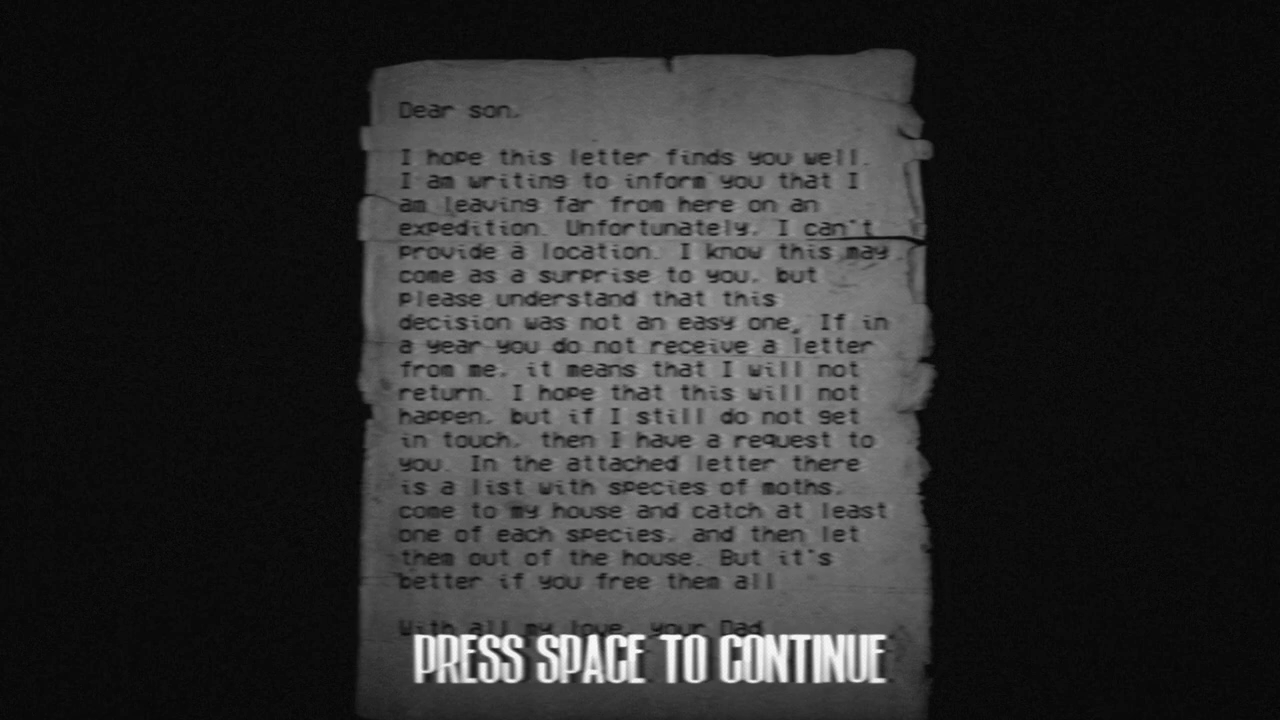 Dear son,
I hope this letter finds you well.
I am writing to inform you that I
am leaving far from here on an
expedition. Unfortunately, I can't
provide a location. I know this may
come as a surprise to you, but
please understand that this
decision was not an easy one, If in
a year you do not receive a letter
from me, it means that I will not
return. I hope that this will not
happen, but if I still do not get
in touch, then I have a request to
you. In the attached letter there
is a list with species of moths,
come to my house and catch at least
one of each species, and then let
them out of the house. But it's
better if you free them all
With all my love, your Dad
PRESS SPACE TO CONTINUE